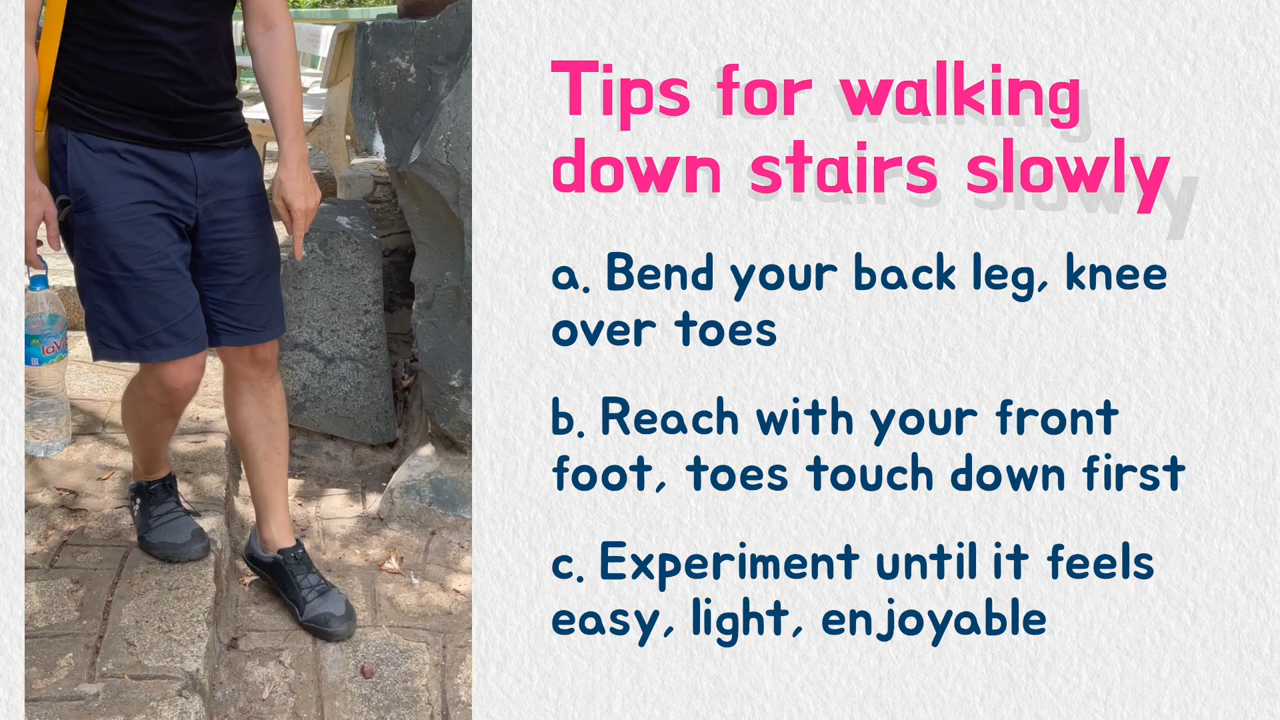 Tips for walking
down stairs slowly
a. Bend your back leg, knee
over toes
b. Reach with your front
foot, toes touch down first
c. Experiment until it feels
easy, light, enjoyable
laVie